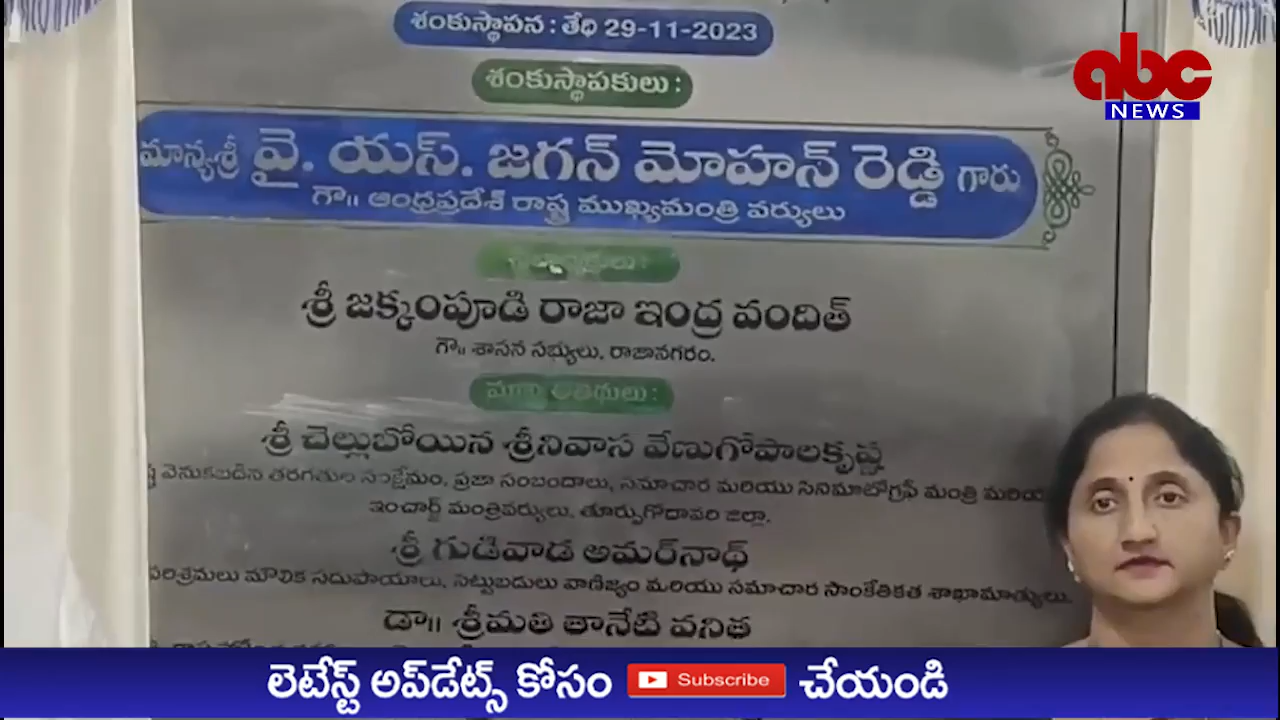 శంకుస్థాపన : తేధి 29-11-2023
abc
NEWS
శంకుస్థాపకులు :
మాన్యశ్రీ వై. యస్. జగన్ మోహన్ రెడ్డి గారు
గౌ|| ఆంధ్రప్రదేశ్ రాష్ట్ర ముఖ్యమంత్రి వర్యులు
శ్రీ జక్కంపూడి రాజా ఇంద్ర వందిత్
గౌ|| శాసన సభ్యులు, రాజానగరం.
అతిథులు :
శ్రీ చెల్లుబోయిన శ్రీనివాస వేణుగోపాలకృష్ణ
వెనుకబడిన తరగతుల సంక్షేమం, ప్రజా సంబందాలు, సమాచార మరియు సినిమాటోగ్రఫీ మంత్రి
ఇంచార్జ్ మంత్రివర్యులు, తూర్పుగోదావరి జిల్లా.
శ్రీ గుడివాడ అమర్‌నాథ్
పరిశ్రమలు మౌలిక సదుపాయాలు, పెట్టుబడులు వాణిజ్యం మరియు సమాచార సాంకేతికత శాఖామాత్యులు.
డా|| శ్రీమతి తానేటి వనిత
లెటేస్ట్ అప్‌డేట్స్ కోసం Subscribe చేయండి